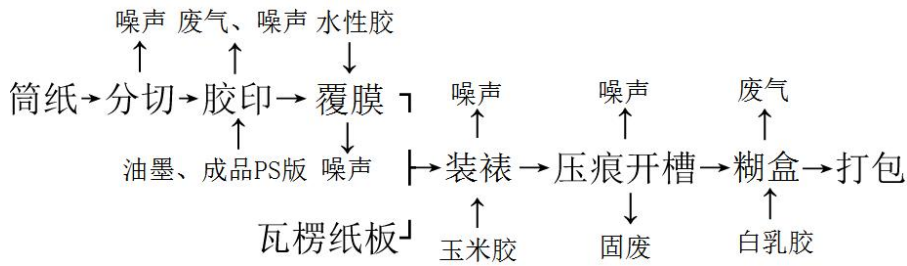 噪声 废气、噪声 水性胶
筒纸 分切 胶印 覆膜
噪声 噪声 废气
油墨、成品PS版 噪声
装裱 压痕开槽 糊盒 打包
瓦楞纸板
玉米胶 固废 白乳胶